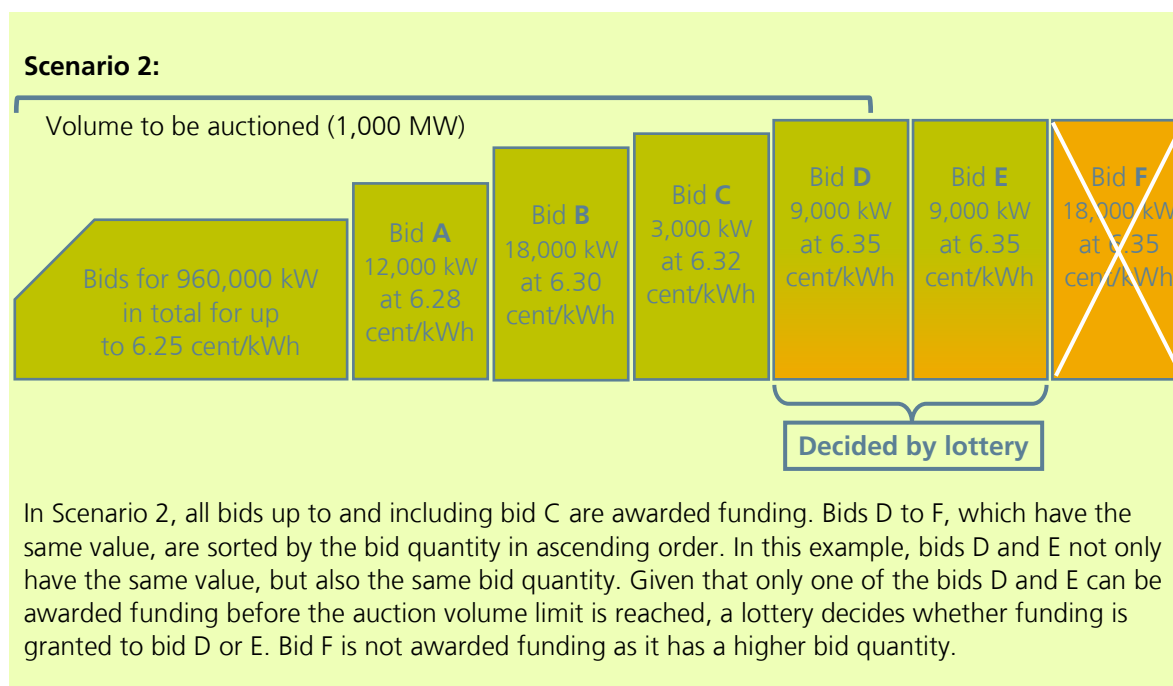 Scenario 2:
Volume to be auctioned (1,000 MW)
Bids for 960,000 kW
in total for up
to 6.25 cent/kWh
Bid A
12,000 kW
at 6.28
cent/kWh
Bid B
18,000 kW
at 6.30
cent/kWh
Bid C
3,000 kW
at 6.32
cent/kWh
Bid D
9,000 kW
at 6.35
cent/kWh
Bid E
9,000 kW
at 6.35
cent/kWh
Bid F
18,000 kW
at 6.35
cent/kWh
Decided by lottery
In Scenario 2, all bids up to and including bid C are awarded funding. Bids D to F, which have the
same value, are sorted by the bid quantity in ascending order. In this example, bids D and E not only
have the same value, but also the same bid quantity. Given that only one of the bids D and E can be
awarded funding before the auction volume limit is reached, a lottery decides whether funding is
granted to bid D or E. Bid F is not awarded funding as it has a higher bid quantity.